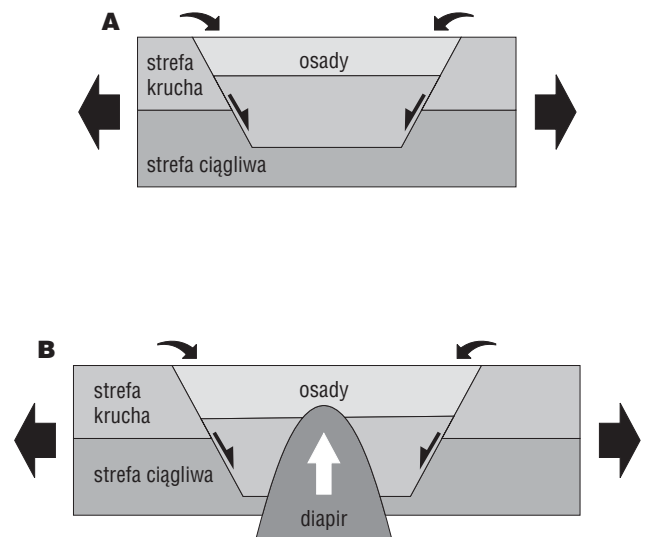 A
strefa
krucha
osady
strefa ciągliwa
B
strefa
krucha
osady
strefa ciągliwa
diapir